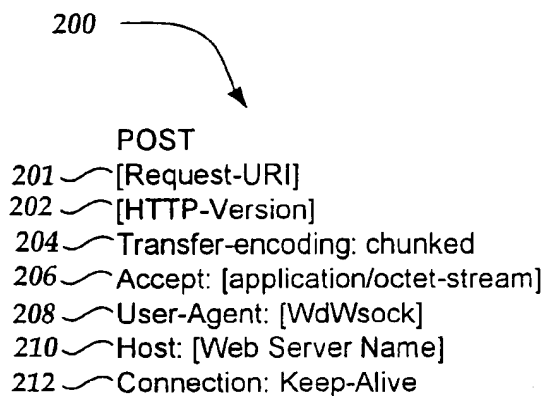 200
POST
201 [Request-URI]
202 [HTTP-Version]
204 Transfer-encoding: chunked
206 Accept: [application/octet-stream]
208 User-Agent: [WdWsock]
210 Host: [Web Server Name]
212 Connection: Keep-Alive